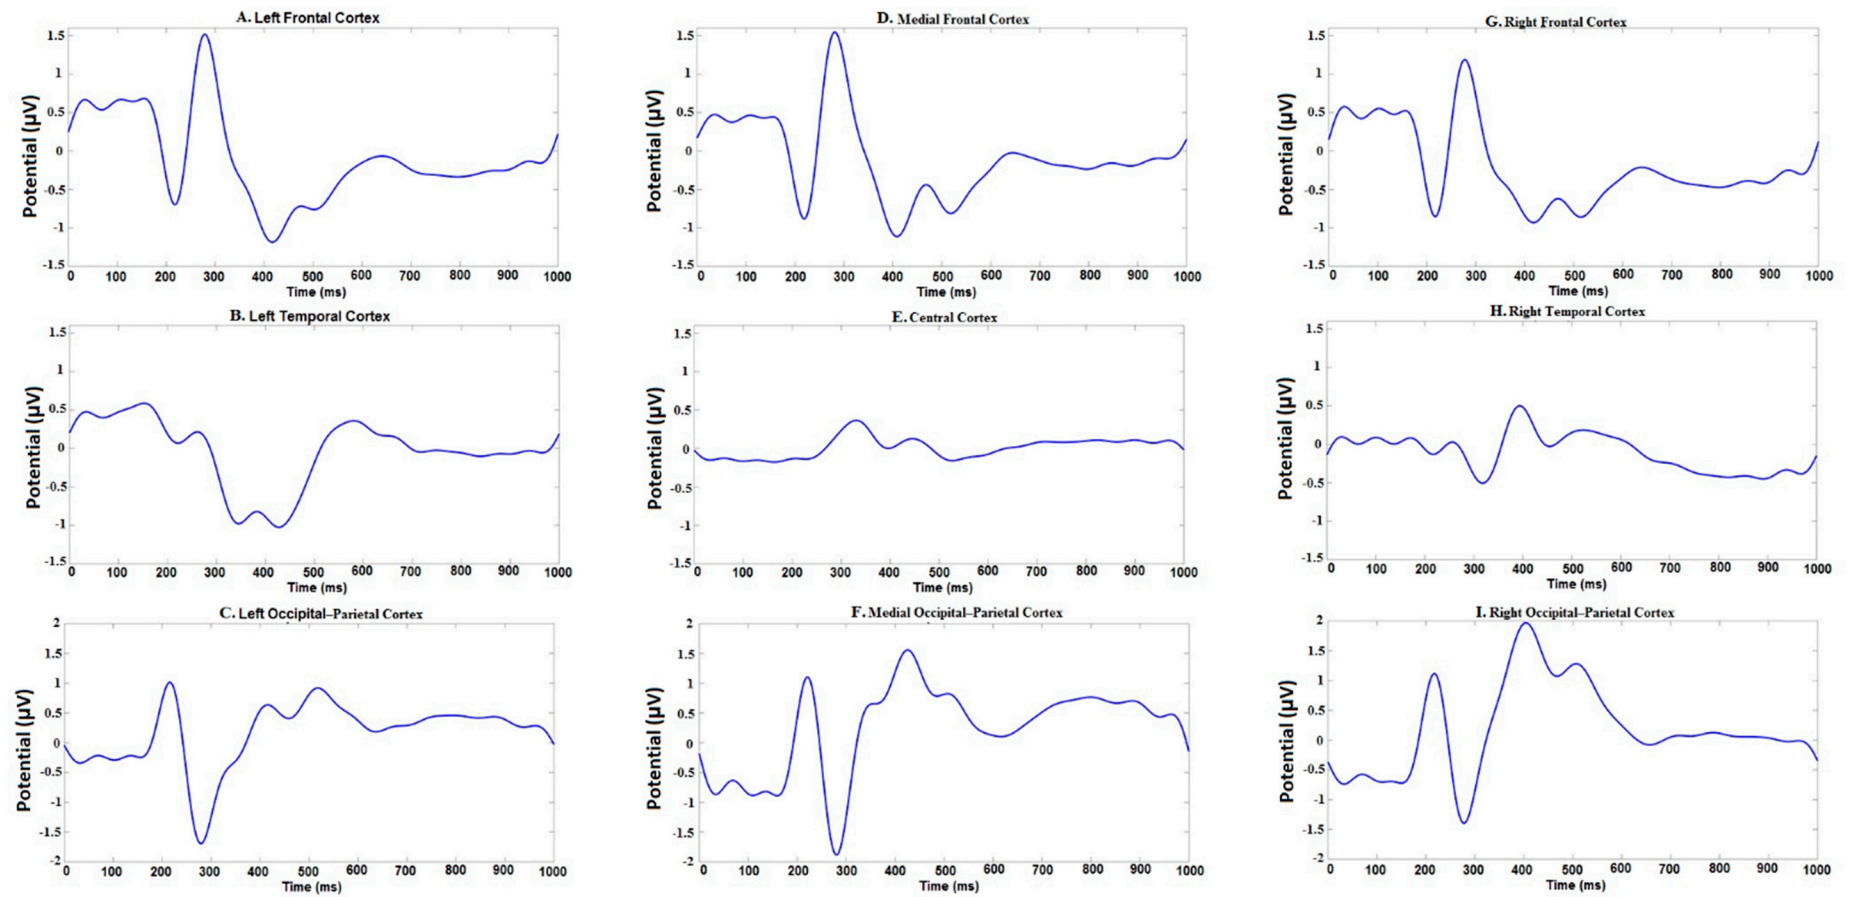 A. Left Frontal Cortex
1.5
1
0.5
0
-0.5
-1
-1.5
Potential (µV)
0 100 200 300 400 500 600 700 800 900 1000
Time (ms)
D. Medial Frontal Cortex
1.5
1
0.5
0
-0.5
-1
-1.5
Potential (µV)
0 100 200 300 400 500 600 700 800 900 1000
Time (ms)
G. Right Frontal Cortex
1.5
1
0.5
0
-0.5
-1
-1.5
Potential (µV)
0 100 200 300 400 500 600 700 800 900 1000
Time (ms)
B. Left Temporal Cortex
1.5
1
0.5
0
-0.5
-1
-1.5
Potential (µV)
0 100 200 300 400 500 600 700 800 900 1000
Time (ms)
E. Central Cortex
1.5
1
0.5
0
-0.5
-1
-1.5
Potential (µV)
0 100 200 300 400 500 600 700 800 900 1000
Time (ms)
H. Right Temporal Cortex
1.5
1
0.5
0
-0.5
-1
-1.5
Potential (µV)
0 100 200 300 400 500 600 700 800 900 1000
Time (ms)
C. Left Occipital–Parietal Cortex
2
1.5
1
0.5
0
-0.5
-1
-1.5
-2
Potential (µV)
0 100 200 300 400 500 600 700 800 900 1000
Time (ms)
F. Medial Occipital–Parietal Cortex
2
1.5
1
0.5
0
-0.5
-1
-1.5
-2
Potential (µV)
0 100 200 300 400 500 600 700 800 900 1000
Time (ms)
I. Right Occipital–Parietal Cortex
2
1.5
1
0.5
0
-0.5
-1
-1.5
-2
Potential (µV)
0 100 200 300 400 500 600 700 800 900 1000
Time (ms)